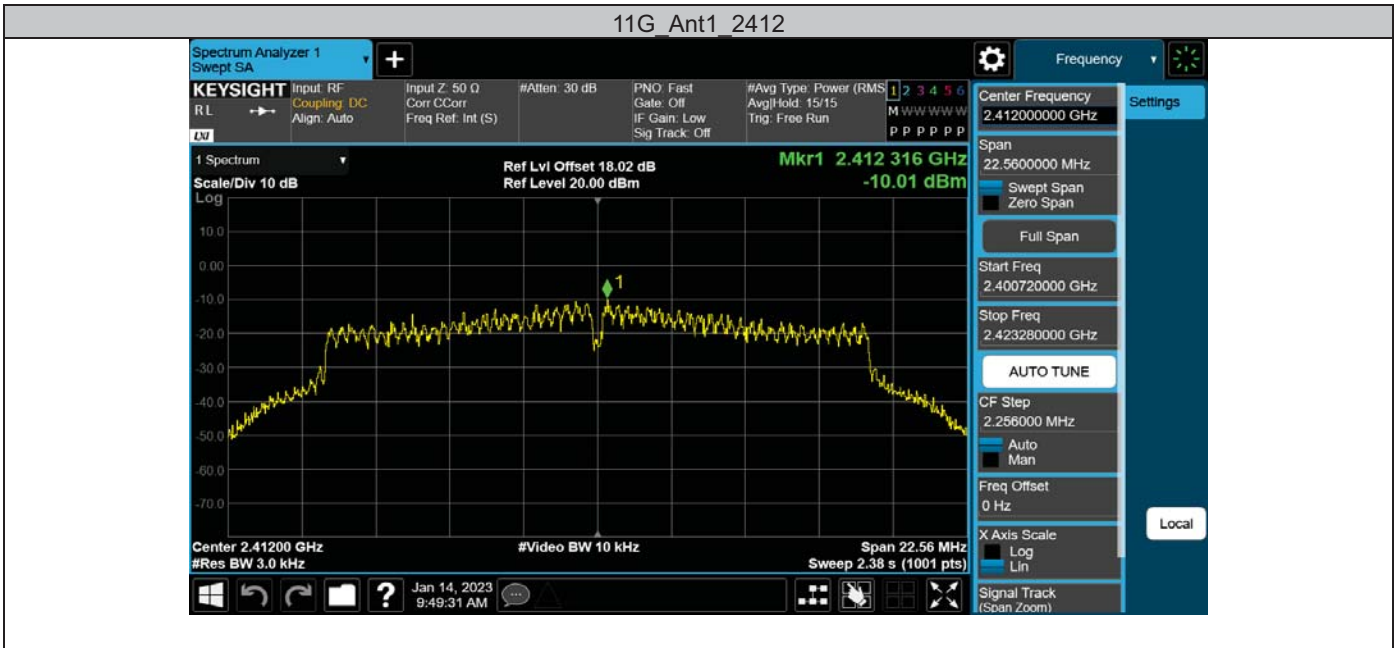 11G_Ant1_2412
Spectrum Analyzer 1
Swept SA
+
Frequency
KEYSIGHT
RL
LXI
Input: RF
Coupling: DC
Align: Auto
Input Z: 50 Ω
Corr CCorr
Freq Ref: Int (S)
#Atten: 30 dB
PNO: Fast
Gate: Off
IF Gain: Low
Sig Track: Off
#Avg Type: Power (RMS
Avg|Hold: 15/15
Trig: Free Run
1 2 3 4 5 6
M W W W W W
P P P P P P
1 Spectrum
Scale/Div 10 dB
Log
Ref Lvl Offset 18.02 dB
Ref Level 20.00 dBm
Mkr1 2.412 316 GHz
-10.01 dBm
10.0
0.00
-10.0
-20.0
-30.0
-40.0
-50.0
-60.0
-70.0
1
Center 2.41200 GHz
#Res BW 3.0 kHz
#Video BW 10 kHz
Span 22.56 MHz
Sweep 2.38 s (1001 pts)
?
Jan 14, 2023
9:49:31 AM
Center Frequency
2.412000000 GHz
Settings
Span
22.5600000 MHz
Swept Span
Zero Span
Full Span
Start Freq
2.400720000 GHz
Stop Freq
2.423280000 GHz
AUTO TUNE
CF Step
2.256000 MHz
Auto
Man
Freq Offset
0 Hz
X Axis Scale
Log
Lin
Local
Signal Track
(Span Zoom)